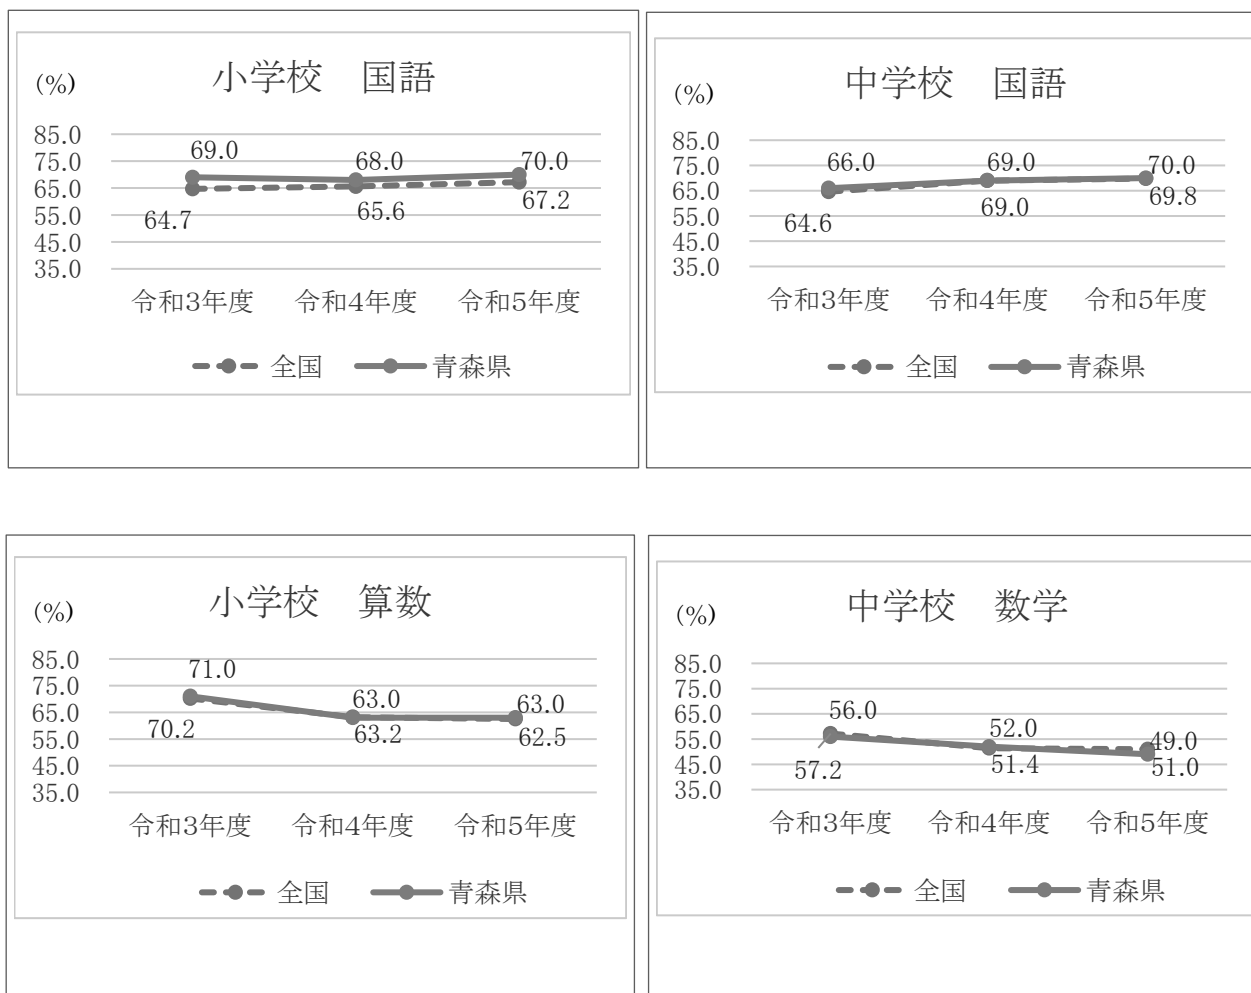 小学校　国語
(%)
85.0
75.0
65.0
55.0
45.0
35.0
69.0
68.0
70.0
64.7
65.6
67.2
令和3年度
令和4年度
令和5年度
全国
青森県
中学校　国語
(%)
85.0
75.0
65.0
55.0
45.0
35.0
66.0
69.0
70.0
64.6
69.0
69.8
令和3年度
令和4年度
令和5年度
全国
青森県
小学校　算数
(%)
85.0
75.0
65.0
55.0
45.0
35.0
71.0
63.0
63.0
70.2
63.2
62.5
令和3年度
令和4年度
令和5年度
全国
青森県
中学校　数学
(%)
85.0
75.0
65.0
55.0
45.0
35.0
56.0
52.0
49.0
57.2
51.4
51.0
令和3年度
令和4年度
令和5年度
全国
青森県